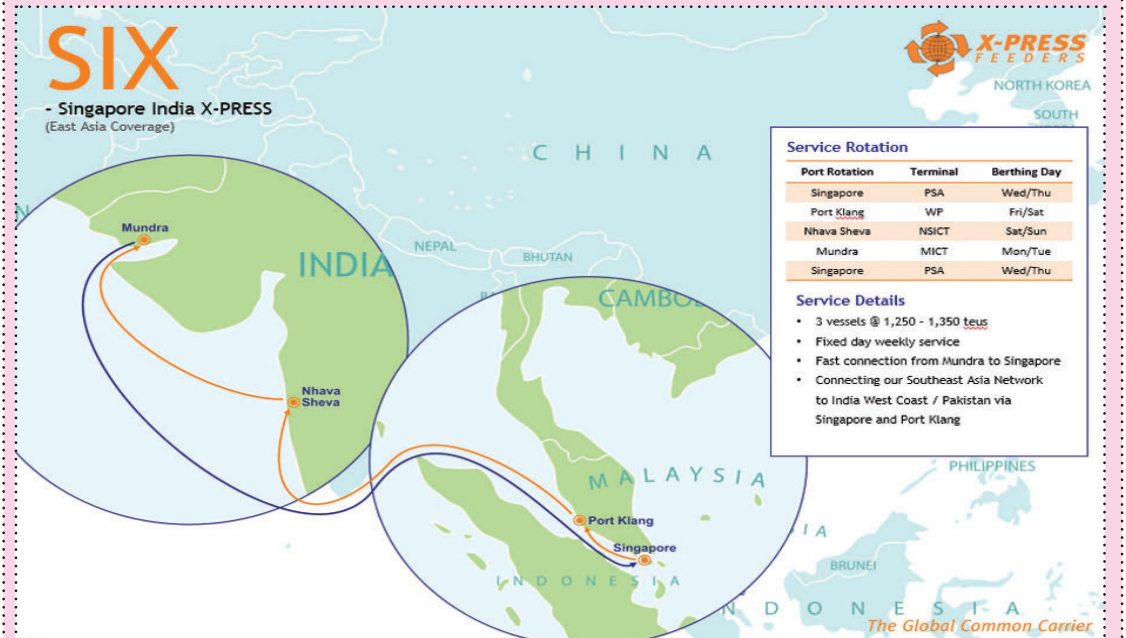 SIX
- Singapore India X-PRESS
(East Asia Coverage)
X-PRESS
FEEDERS
NORTH KOREA
SOUTH
CHINA
Service Rotation
Port Rotation Terminal Berthing Day
Singapore PSA Wed/Thu
Port Klang WP Fri/Sat
Nhava Sheva NSICT Sat/Sun
Mundra MICT Mon/Tue
Singapore PSA Wed/Thu
Service Details
• 3 vessels @ 1,250 - 1,350 teus
• Fixed day weekly service
• Fast connection from Mundra to Singapore
• Connecting our Southeast Asia Network
to India West Coast / Pakistan via
Singapore and Port Klang
Mundra
INDIA
NEPAL
BHUTAN
CAMBO
Nhava
Sheva
MALAYSIA
PHILIPPINES
Port Klang
Singapore
INDONESIA
BRUNEI
INDONESIA
The Global Common Carrier